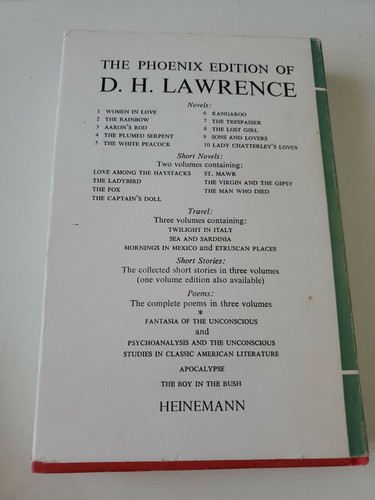 THE PHOENIX EDITION OF
D. H. LAWRENCE
Novels:
1 WOMEN IN LOVE 6 KANGAROO
2 THE RAINBOW 7 THE TRESPASSER
3 AARON'S ROD 8 THE LOST GIRL
4 THE PLUMED SERPENT 9 SONS AND LOVERS
5 THE WHITE PEACOCK 10 LADY CHATTERLEY'S LOVER
Short Novels:
Two volumes containing:
LOVE AMONG THE HAYSTACKS ST. MAWR
THE LADYBIRD THE VIRGIN AND THE GIPSY
THE FOX THE MAN WHO DIED
THE CAPTAIN'S DOLL
Travel:
Three volumes containing:
TWILIGHT IN ITALY
SEA AND SARDINIA
MORNINGS IN MEXICO and ETRUSCAN PLACES
Short Stories:
The collected short stories in three volumes
(one volume edition also available)
Poems:
The complete poems in three volumes
*
FANTASIA OF THE UNCONSCIOUS
and
PSYCHOANALYSIS AND THE UNCONSCIOUS
STUDIES IN CLASSIC AMERICAN LITERATURE
APOCALYPSE
THE BOY IN THE BUSH
HEINEMANN